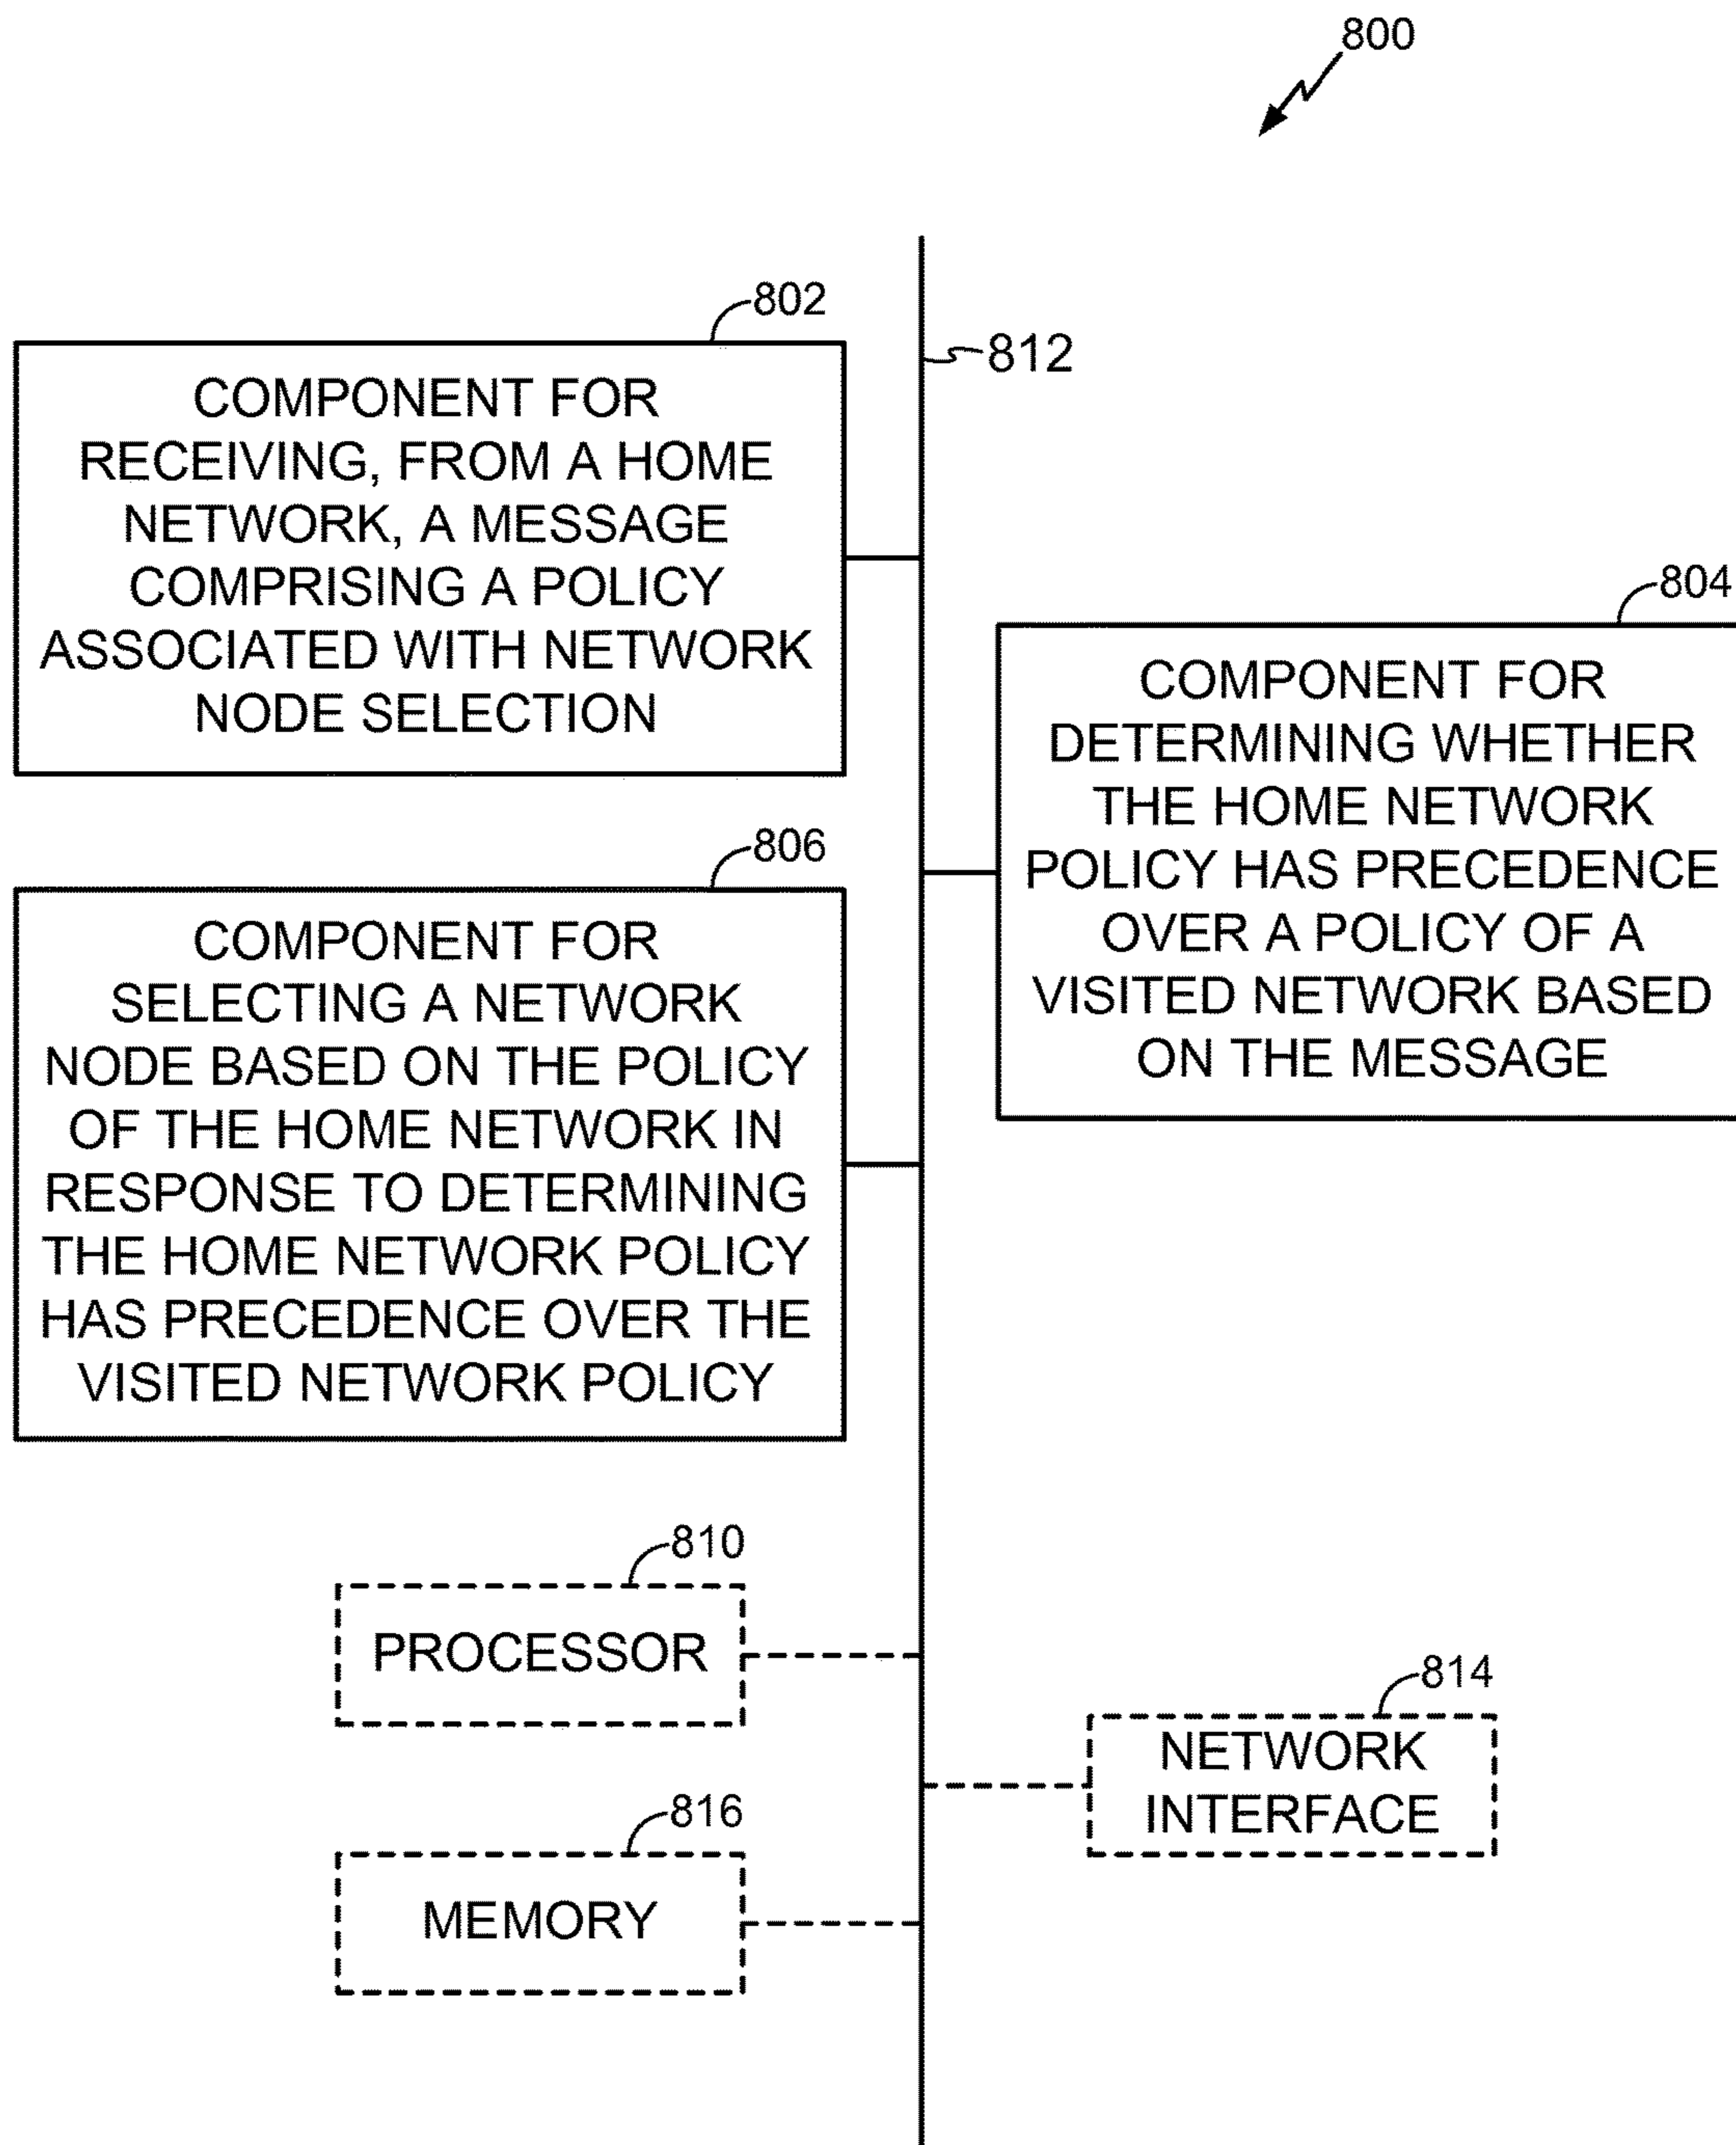 800
802
COMPONENT FOR
RECEIVING, FROM A HOME
NETWORK, A MESSAGE
COMPRISING A POLICY
ASSOCIATED WITH NETWORK
NODE SELECTION
812
804
COMPONENT FOR
DETERMINING WHETHER
THE HOME NETWORK
POLICY HAS PRECEDENCE
OVER A POLICY OF A
VISITED NETWORK BASED
ON THE MESSAGE
806
COMPONENT FOR
SELECTING A NETWORK
NODE BASED ON THE POLICY
OF THE HOME NETWORK IN
RESPONSE TO DETERMINING
THE HOME NETWORK POLICY
HAS PRECEDENCE OVER THE
VISITED NETWORK POLICY
810
PROCESSOR
814
NETWORK
INTERFACE
816
MEMORY